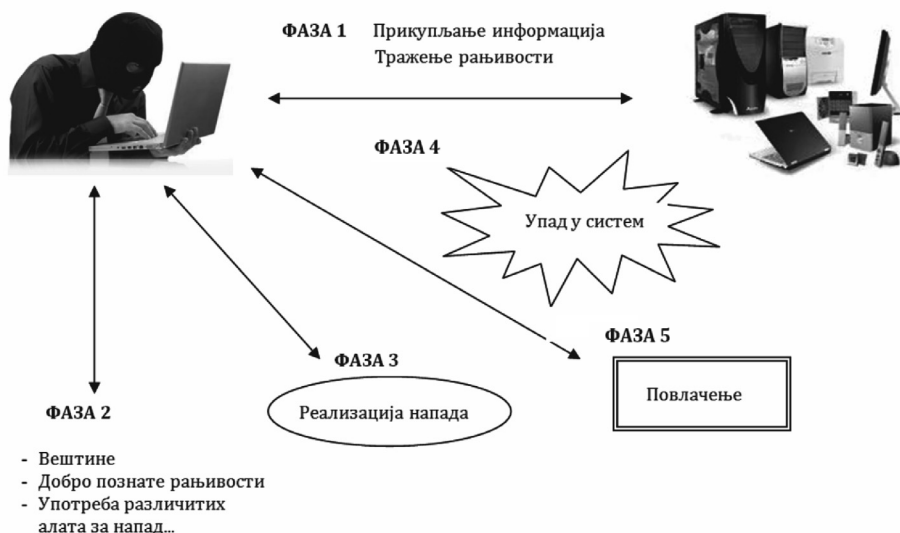 ФАЗА 1 Прикупљање информација
Тражење рањивости
ФАЗА 4
Упад у систем
ФАЗА 5
Повлачење
ФАЗА 3
Реализација напада
ФАЗА 2
- Вештине
- Добро познате рањивости
- Употреба различитих
алата за напад...